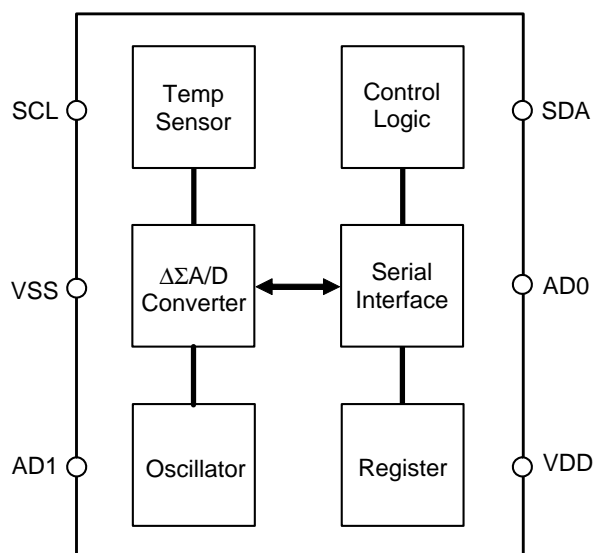 Temp
Sensor
Control
Logic
SCL
SDA
ΔΣA/D
Converter
Serial
Interface
VSS
AD0
Oscillator
Register
AD1
VDD